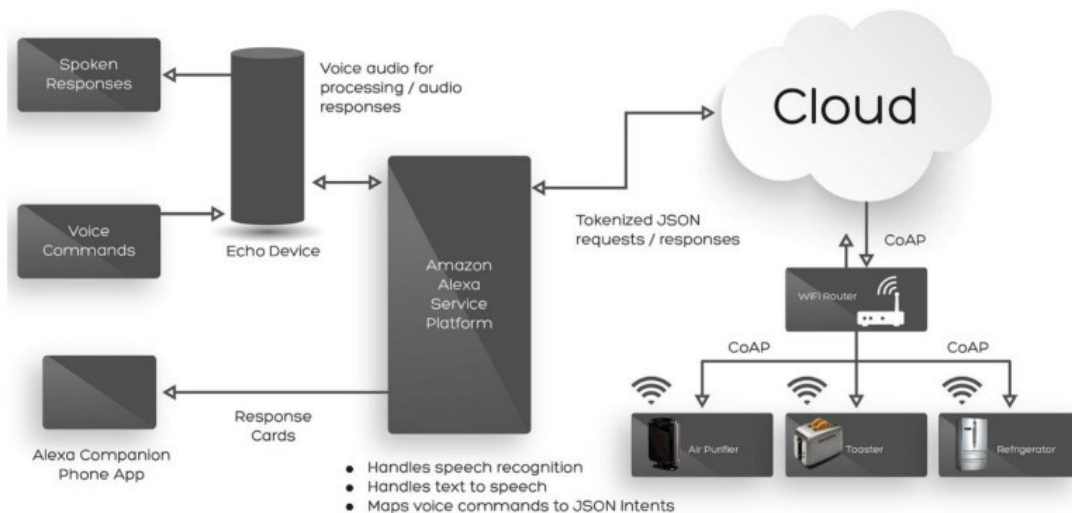 Spoken
Responses
Voice audio for
processing / audio
responses
Cloud
Voice
Commands
Echo Device
Amazon
Alexa
Service
Platform
Tokenized JSON
requests / responses
CoAP
WIFI Router
CoAP
CoAP
Alexa Companion
Phone App
Response
Cards
Air Purifier
Toaster
Refrigerator
● Handles speech recognition
● Handles text to speech
● Maps voice commands to JSON Intents